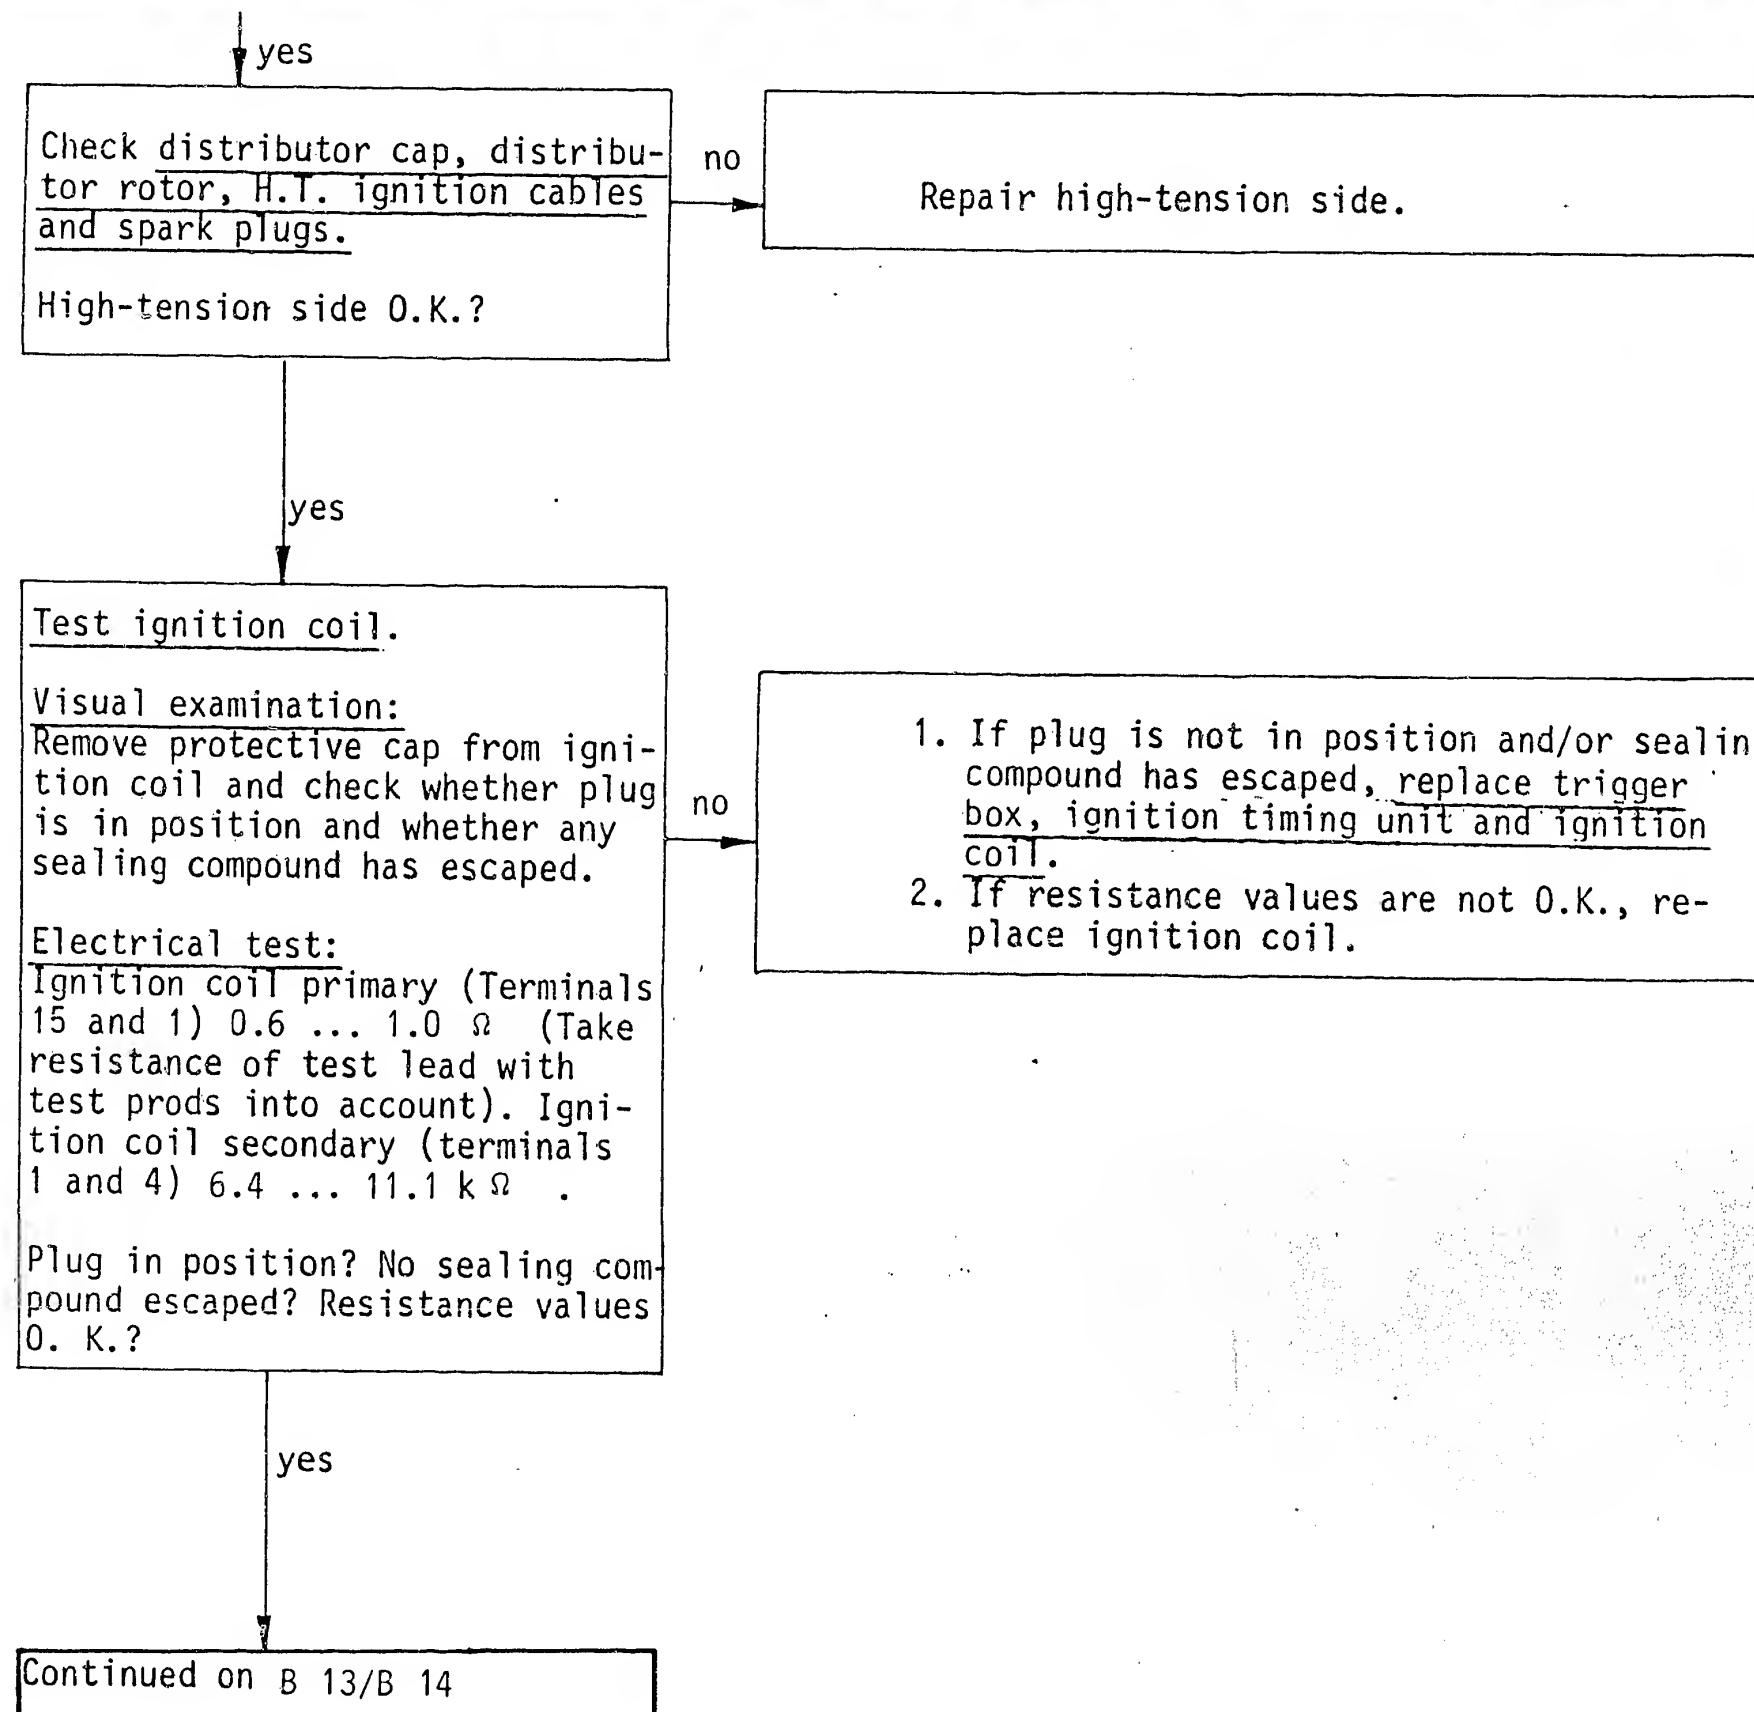 yes
Check distributor cap, distribu-
tor rotor, H.T. ignition cables
and spark plugs.
High-tension side O.K.?
no
Repair high-tension side.
yes
Test ignition coil.
Visual examination:
Remove protective cap from igni-
tion coil and check whether plug
is in position and whether any
sealing compound has escaped.
Electrical test:
Ignition coil primary (Terminals
15 and 1) 0.6 ... 1.0 Ω (Take
resistance of test lead with
test prods into account). Igni-
tion coil secondary (terminals
1 and 4) 6.4 ... 11.1 k Ω .
Plug in position? No sealing com-
pound escaped? Resistance values
O. K.?
no
1. If plug is not in position and/or sealin
compound has escaped, replace trigger
box, ignition timing unit and ignition
coil.
2. If resistance values are not O.K., re-
place ignition coil.
yes
Continued on B 13/B 14